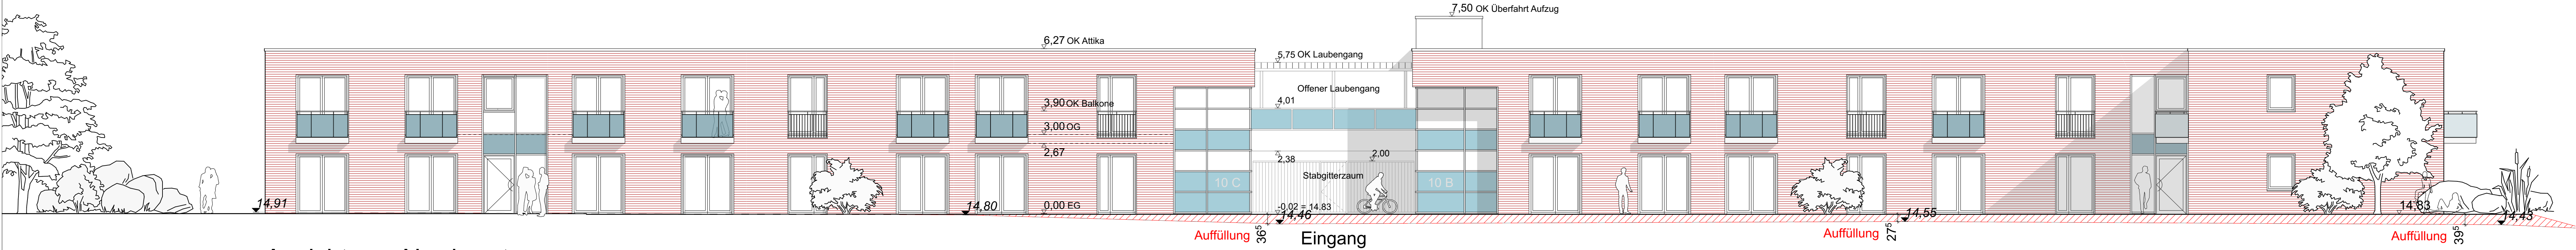 7,50 OK Überfahrt Aufzug
6,27 OK Attika
5,75 OK Laubengang
Offener Laubengang
3,90 OK Balkone
4,01
3,00 OG
2,67
2,38
2,00
Stabgitterzaum
10 C
10 B
14,91
14,80
0,00 EG
-0,02 = 14.83
14,46
14,55
14,83
14,43
Auffüllung
36⁵
Eingang
Auffüllung
27⁵
Auffüllung
39⁵